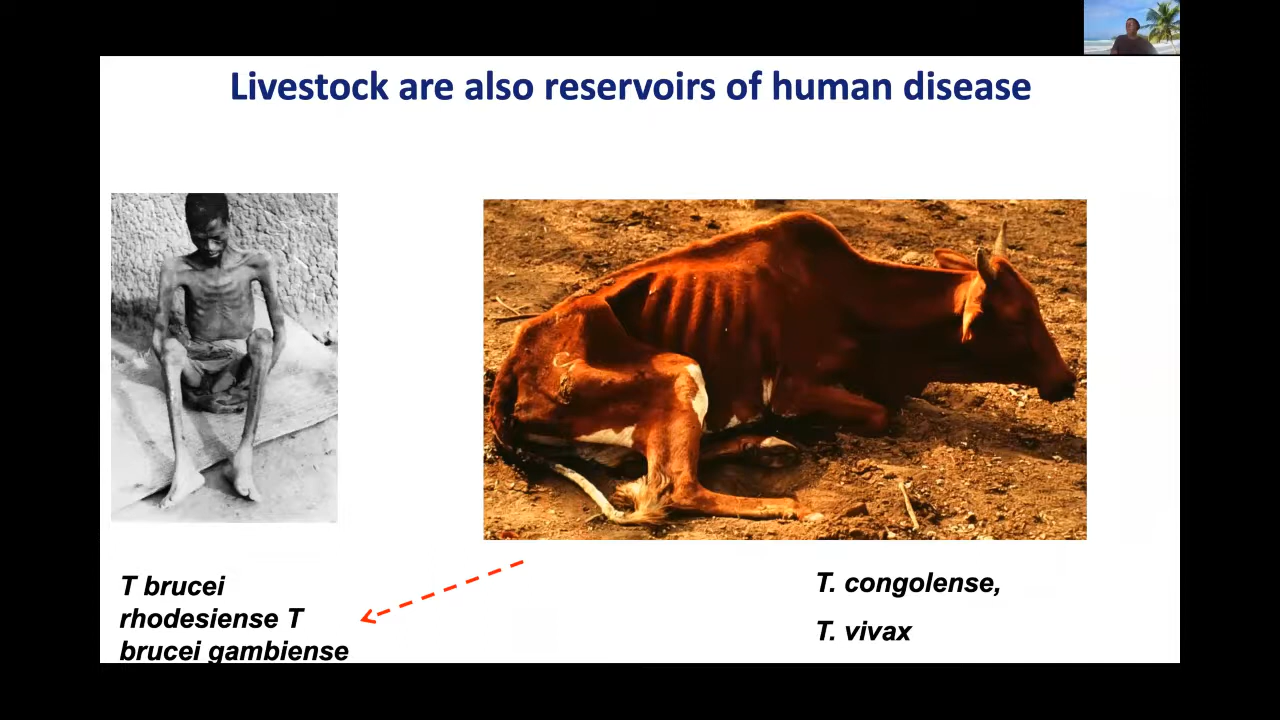 Livestock are also reservoirs of human disease
T brucei
rhodesiense T
brucei gambiense
T. congolense,
T. vivax